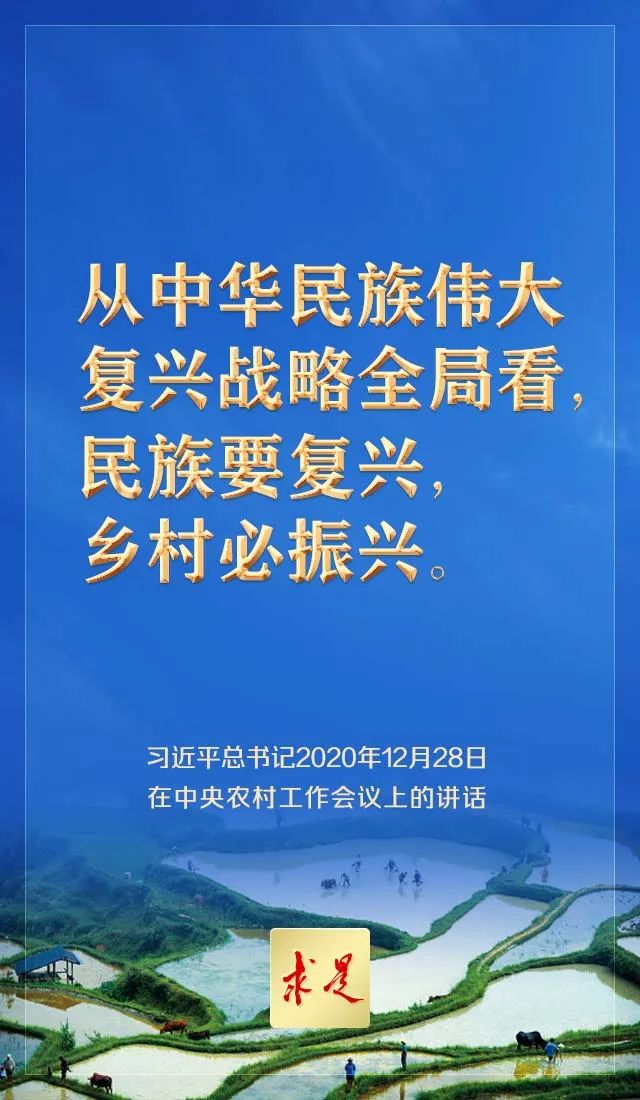 从中华民族伟大
复兴战略全局看，
民族要复兴，
乡村必振兴。
习近平总书记2020年12月28日
在中央农村工作会议上的讲话
求是